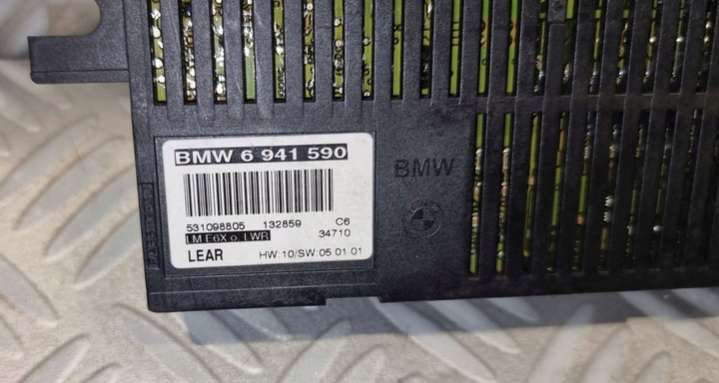 BMW 6 941 590
531098805 132859 C6
LM E6X o. LWR 34710
LEAR HW:10/SW:05 01 01
BMW